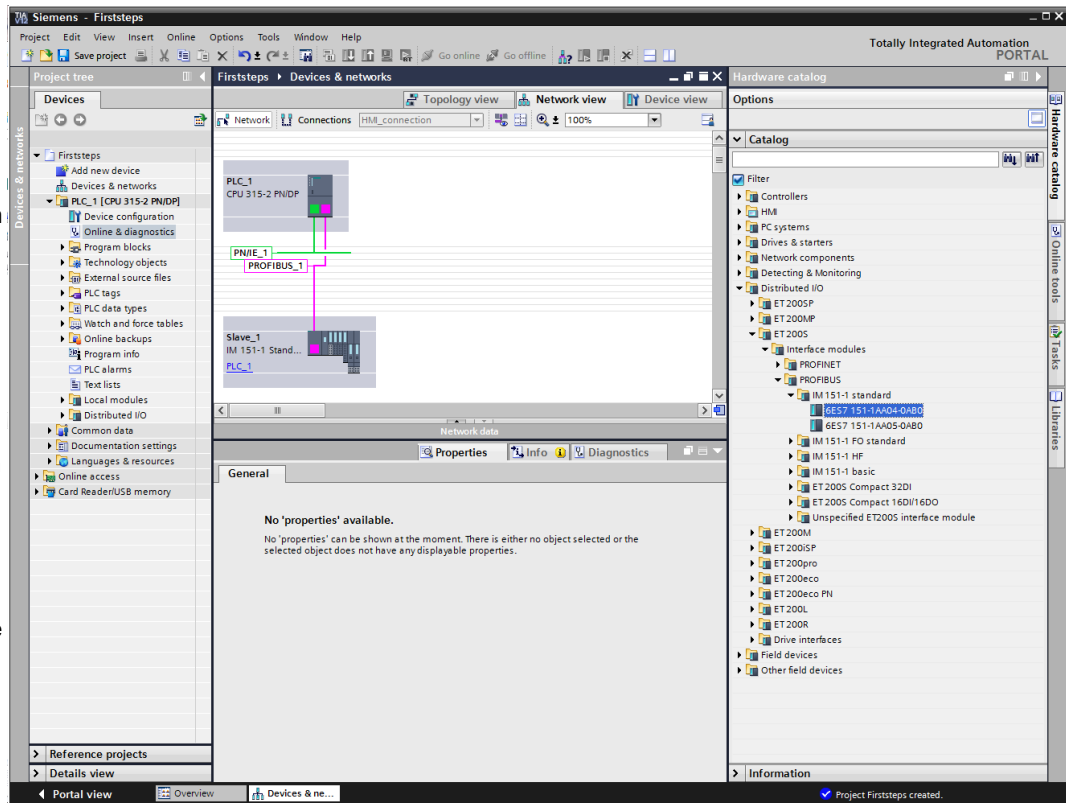 Siemens - Firststeps
Project Edit View Insert Online Options Tools Window Help
Totally Integrated Automation
PORTAL
Save project
Go online
Go offline
Project tree
Devices
Devices & networks
Firststeps
Add new device
Devices & networks
PLC_1 [CPU 315-2 PN/DP]
Device configuration
Online & diagnostics
Program blocks
Technology objects
External source files
PLC tags
PLC data types
Watch and force tables
Online backups
Program info
PLC alarms
Text lists
Local modules
Distributed I/O
Common data
Documentation settings
Languages & resources
Online access
Card Reader/USB memory
Reference projects
Details view
Firststeps
Devices & networks
Topology view
Network view
Device view
Network
Connections
HMI_connection
100%
PLC_1
CPU 315-2 PN/DP
PN/IE_1
PROFIBUS_1
Slave_1
IM 151-1 Stand...
PLC_1
Network data
Properties
Info
Diagnostics
General
No 'properties' available.
No 'properties' can be shown at the moment. There is either no object selected or the
selected object does not have any displayable properties.
Hardware catalog
Options
Catalog
Filter
Controllers
HMI
PC systems
Drives & starters
Network components
Detecting & Monitoring
Distributed I/O
ET 200SP
ET 200MP
ET 200S
Interface modules
PROFINET
PROFIBUS
IM 151-1 standard
6ES7 151-1AA04-0AB0
6ES7 151-1AA05-0AB0
IM 151-1 FO standard
IM 151-1 HF
IM 151-1 basic
ET 200S Compact 32DI
ET 200S Compact 16DI/16DO
Unspecified ET200S interface module
ET 200M
ET 200iSP
ET 200pro
ET 200eco
ET 200eco PN
ET 200L
ET 200R
Drive interfaces
Field devices
Other field devices
Information
Hardware catalog
Online tools
Tasks
Libraries
Portal view
Overview
Devices & ne...
Project Firststeps created.